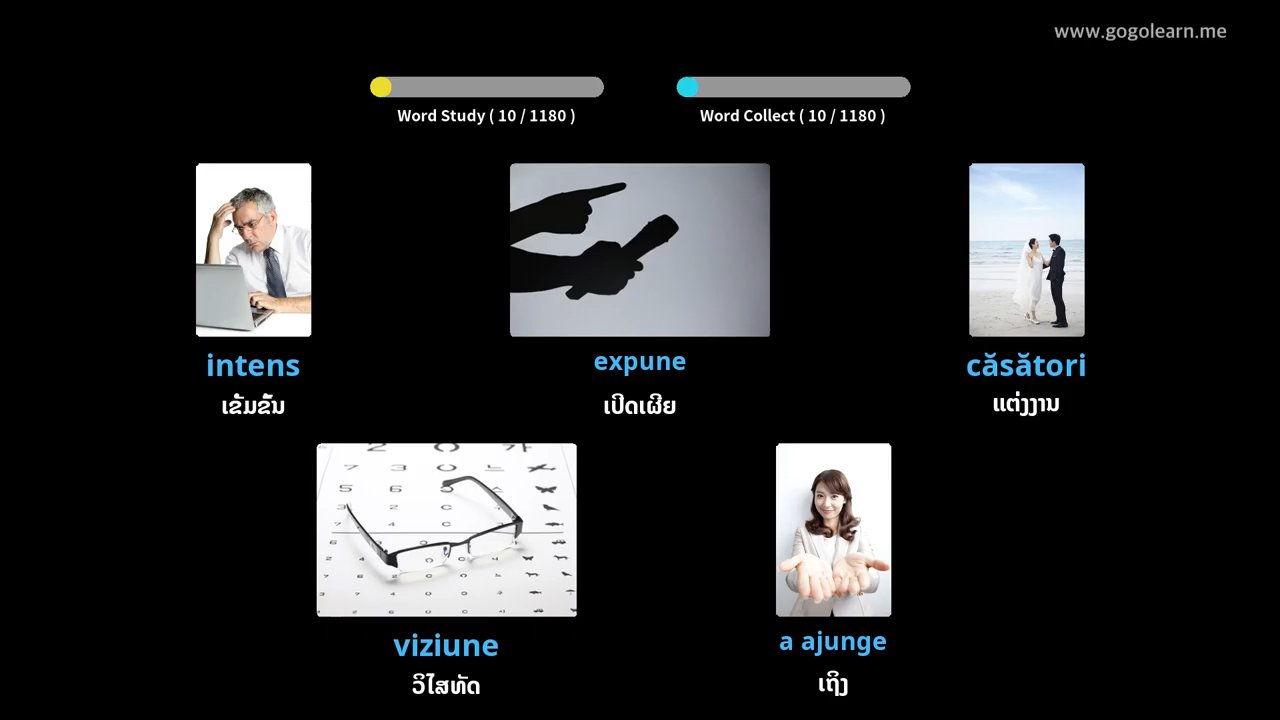 www.gogolearn.me
Word Study ( 10 / 1180 )
Word Collect ( 10 / 1180 )
intens
ເຂັ້ມຂົ້ນ
expune
ເປີດເຜີຍ
căsători
ແຕ່ງງານ
viziune
ວິໄສທັດ
a ajunge
ເຖິງ